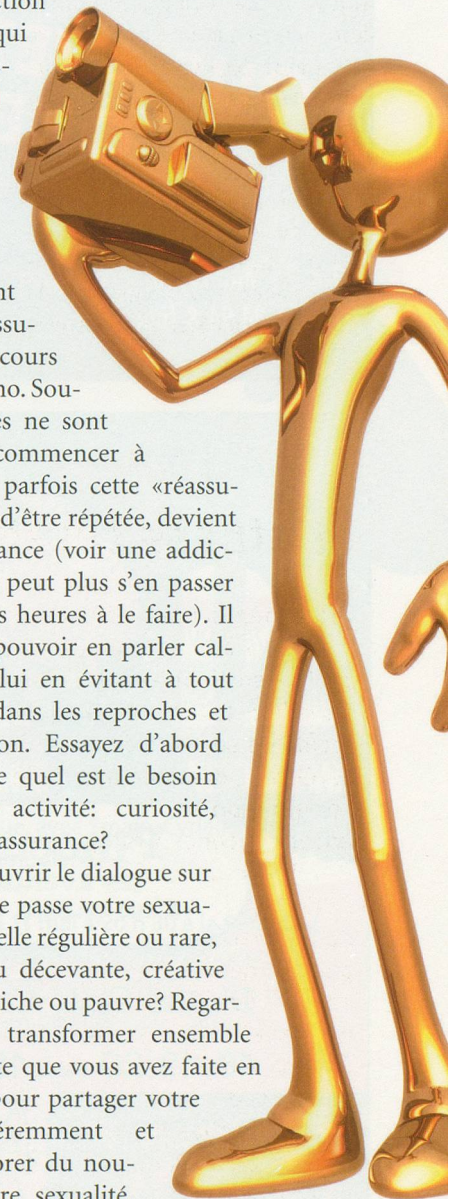 ction
qui
-
nt
ssu-
cours
no. Sou-
es ne sont
commencer à
parfois cette «réassu-
d'être répétée, devient
ance (voir une addic-
peut plus s'en passer
s heures à le faire). Il
pouvoir en parler cal-
lui en évitant à tout
dans les reproches et
on. Essayez d'abord
e quel est le besoin
activité: curiosité,
assurance?
uvrir le dialogue sur
e passe votre sexua-
elle régulière ou rare,
u décevante, créative
iche ou pauvre? Regar-
transformer ensemble
te que vous avez faite en
pour partager votre
éremment et
orer du nou-
re sexualité